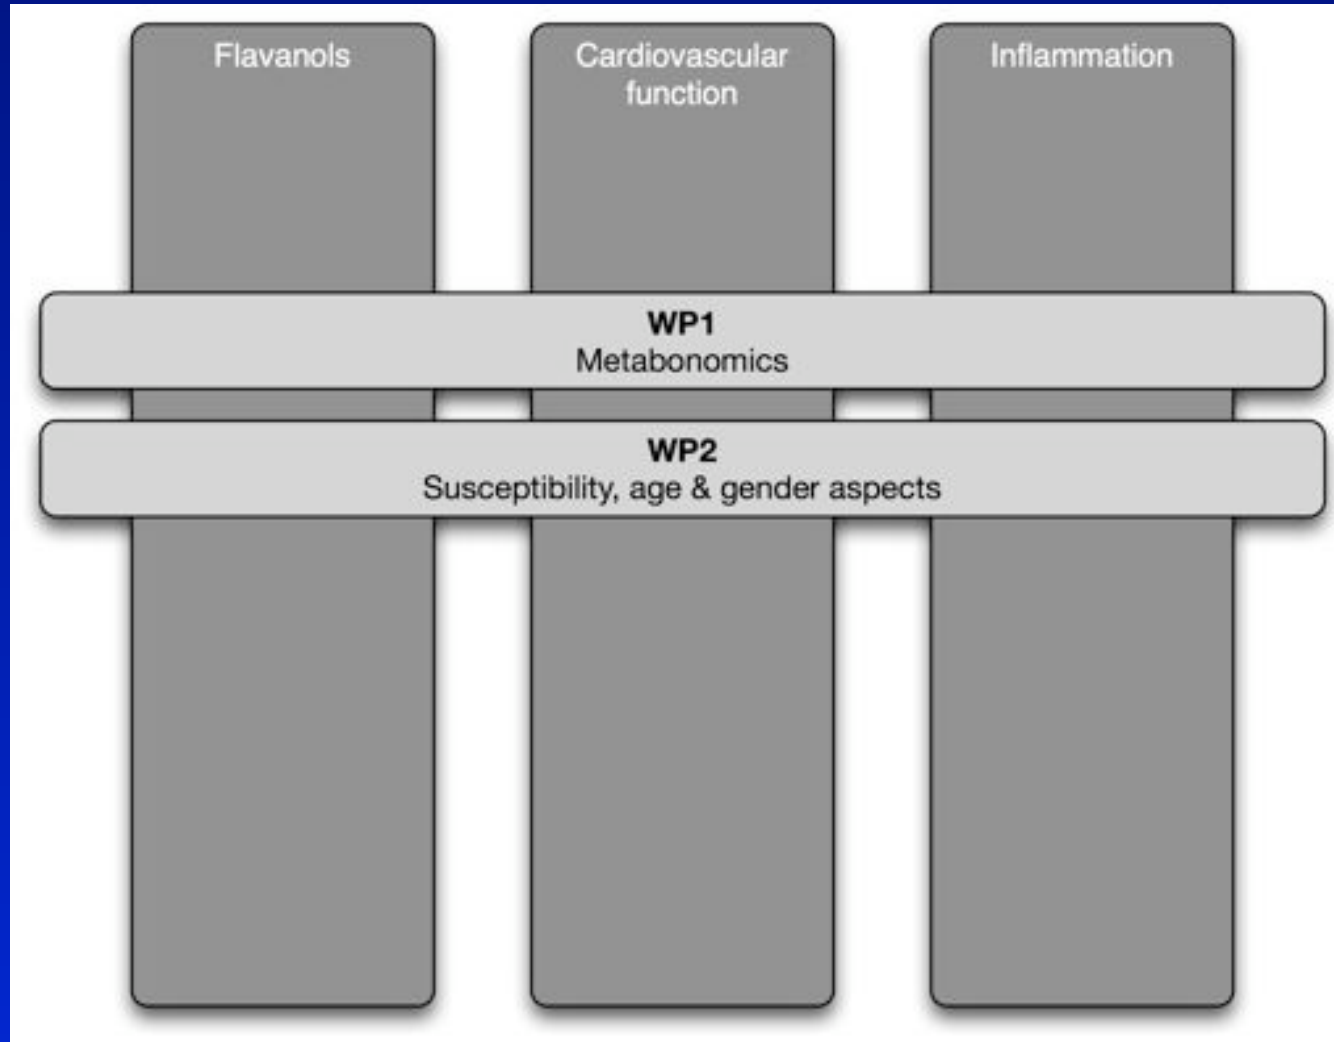 Flavanols
Cardiovascular
function
Inflammation
WP1
Metabonomics
WP2
Susceptibility, age & gender aspects